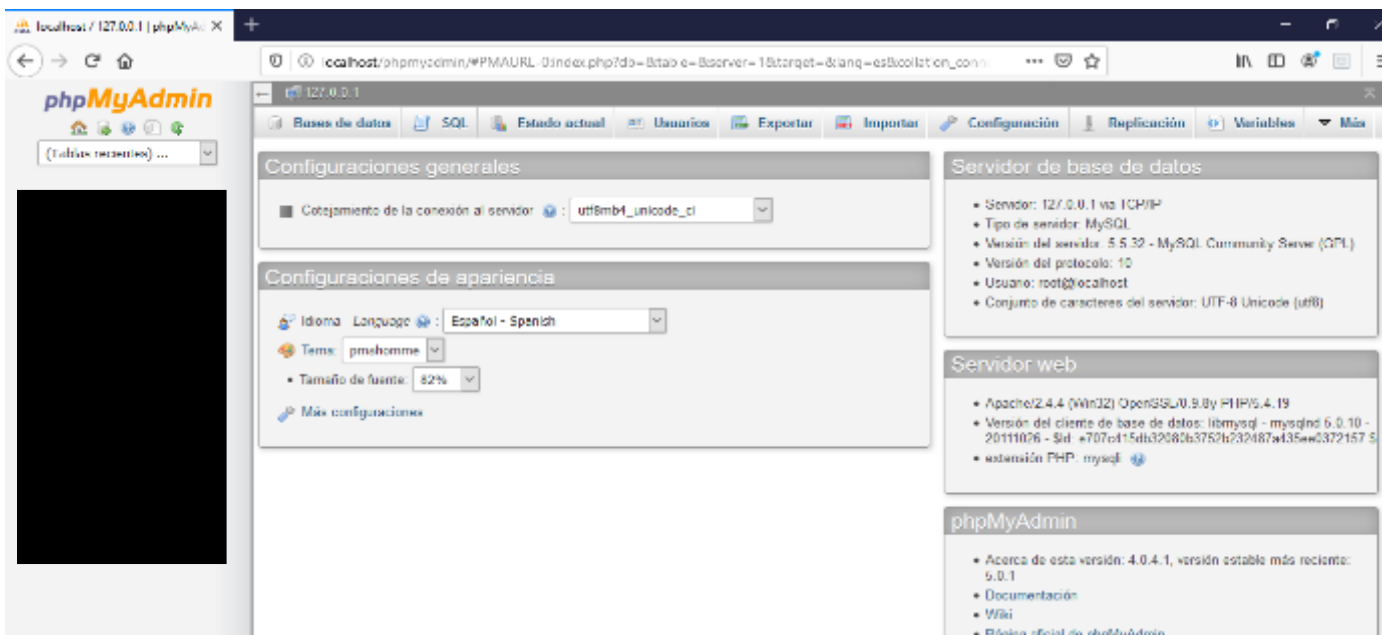 localhost / 127.0.0.1 | phpMyAd
localhost/phpmyadmin/#PMAURL-0:index.php?db=&table=&server=1&target=&lang=es&collation_conn
phpMyAdmin
(Tablas recientes) ...
127.0.0.1
Bases de datos SQL Estado actual Usuarios Exportar Importar Configuración Replicación Variables Más
Configuraciones generales
Cotejamiento de la conexión al servidor : utf8mb4_unicode_ci
Configuraciones de apariencia
Idioma - Language : Español - Spanish
Tema: pmahomme
Tamaño de fuente: 82%
Más configuraciones
Servidor de base de datos
Servidor: 127.0.0.1 via TCP/IP
Tipo de servidor: MySQL
Versión del servidor: 5.5.32 - MySQL Community Server (GPL)
Versión del protocolo: 10
Usuario: root@localhost
Conjunto de caracteres del servidor: UTF-8 Unicode (utf8)
Servidor web
Apache/2.4.4 (Win32) OpenSSL/0.9.8y PHP/5.4.19
Versión del cliente de base de datos: libmysql - mysqlnd 5.0.10 -
20111026 - $Id: e707c415db32080b3752b232487a435ee0372157 $
extensión PHP: mysqli
phpMyAdmin
Acerca de esta versión: 4.0.4.1, versión estable más reciente:
5.0.1
Documentación
Wiki
Página oficial de phpMyAdmin